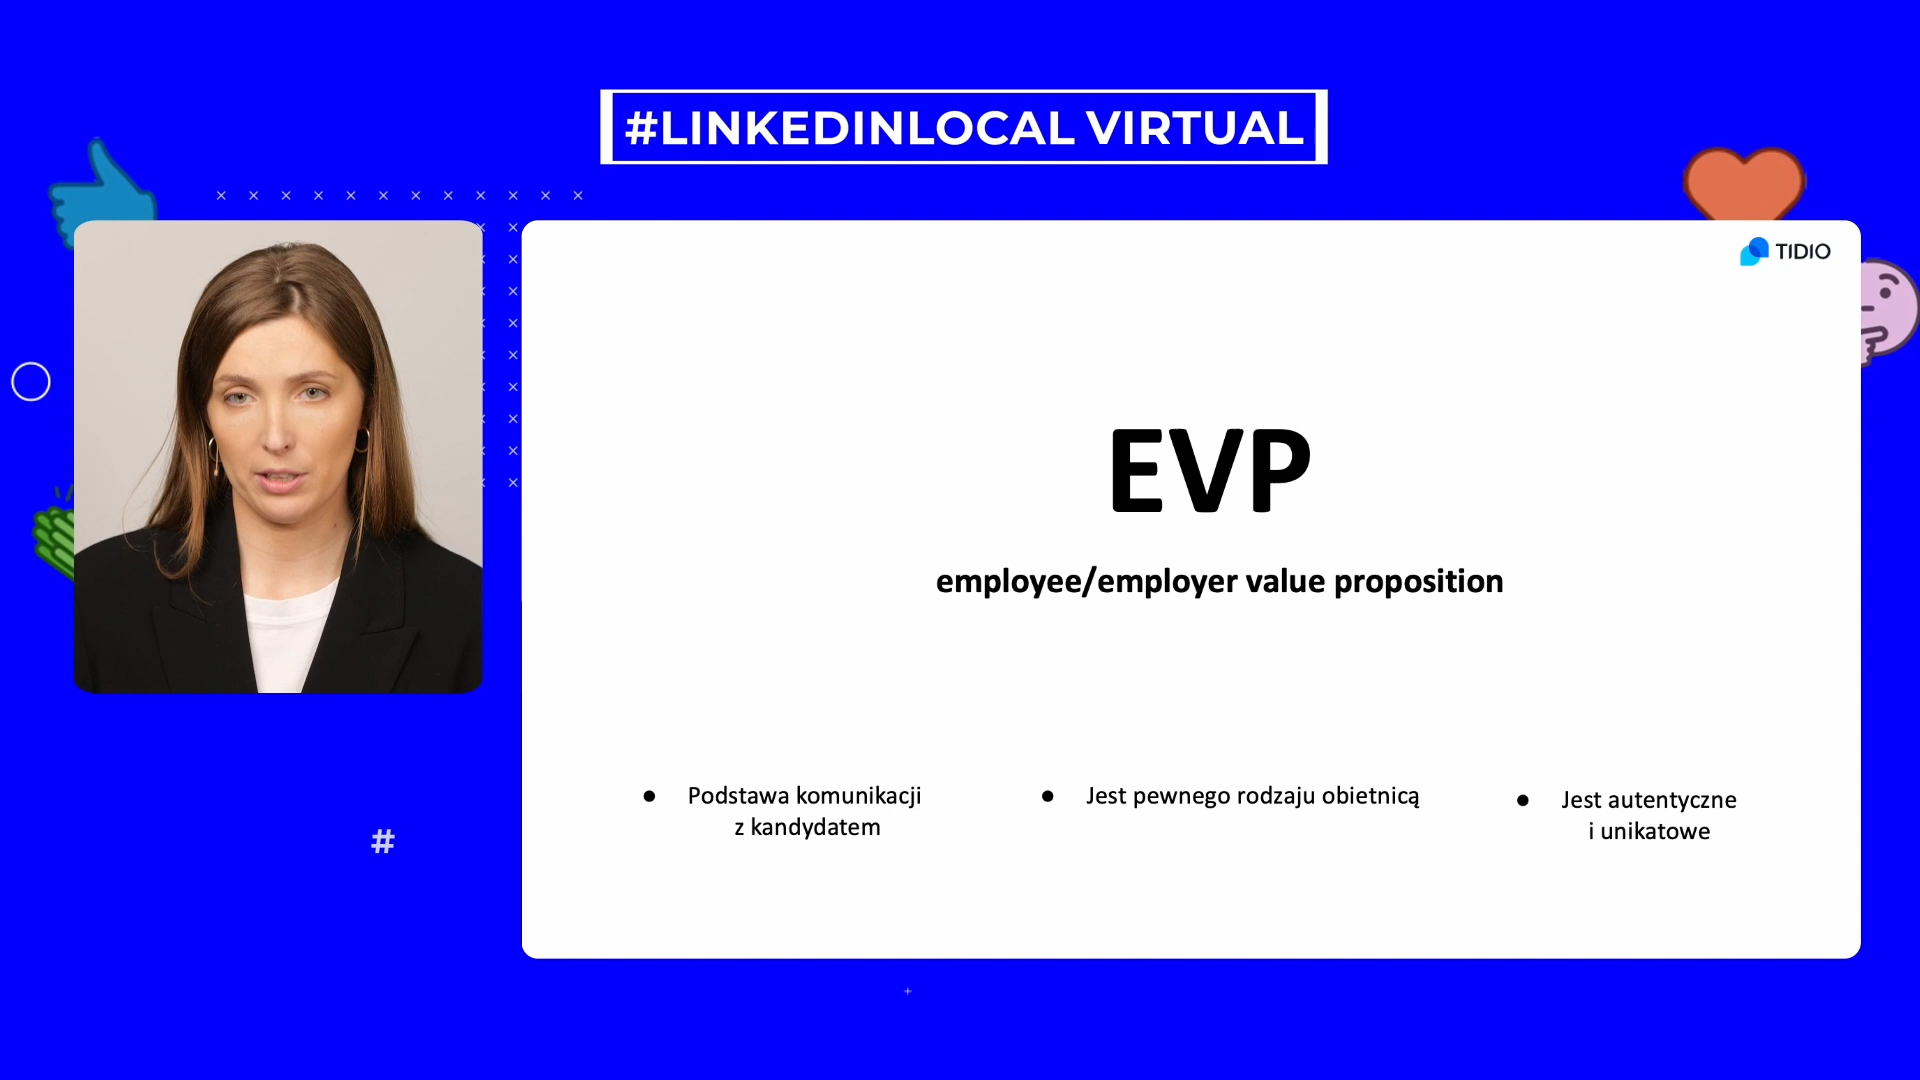 #LINKEDINLOCAL VIRTUAL
TIDIO
EVP
employee/employer value proposition
● Podstawa komunikacji
z kandydatem
● Jest pewnego rodzaju obietnicą
● Jest autentyczne
i unikatowe
#